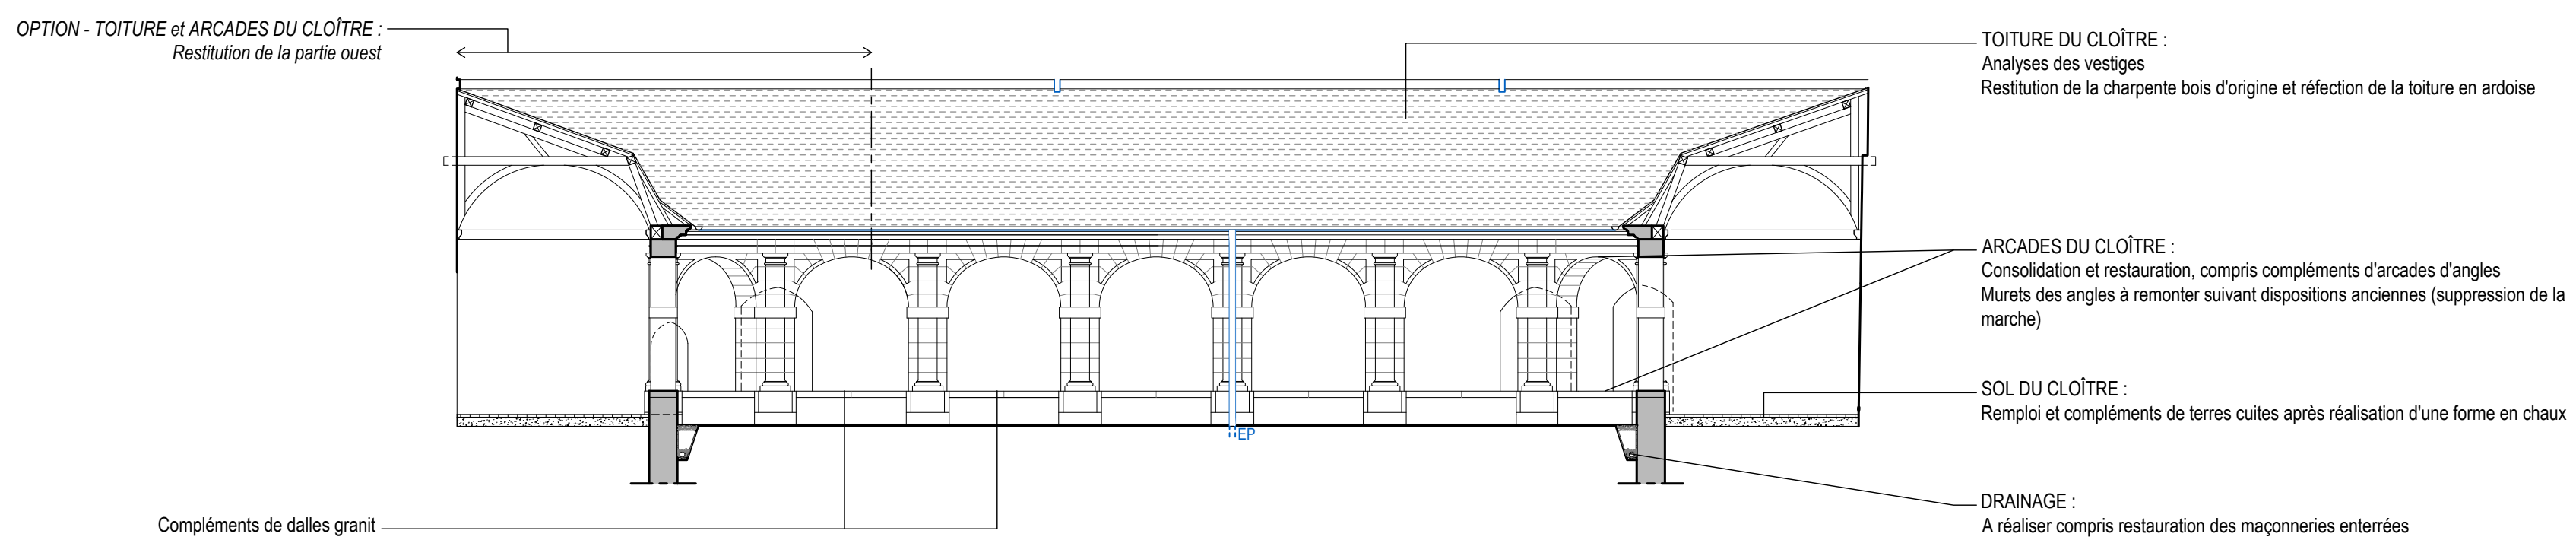 OPTION - TOITURE et ARCADES DU CLOÎTRE :
Restitution de la partie ouest
TOITURE DU CLOÎTRE :
Analyses des vestiges
Restitution de la charpente bois d'origine et réfection de la toiture en ardoise
ARCADES DU CLOÎTRE :
Consolidation et restauration, compris compléments d'arcades d'angles
Murets des angles à remonter suivant dispositions anciennes (suppression de la
marche)
SOL DU CLOÎTRE :
Remploi et compléments de terres cuites après réalisation d'une forme en chaux
EP
DRAINAGE :
A réaliser compris restauration des maçonneries enterrées
Compléments de dalles granit